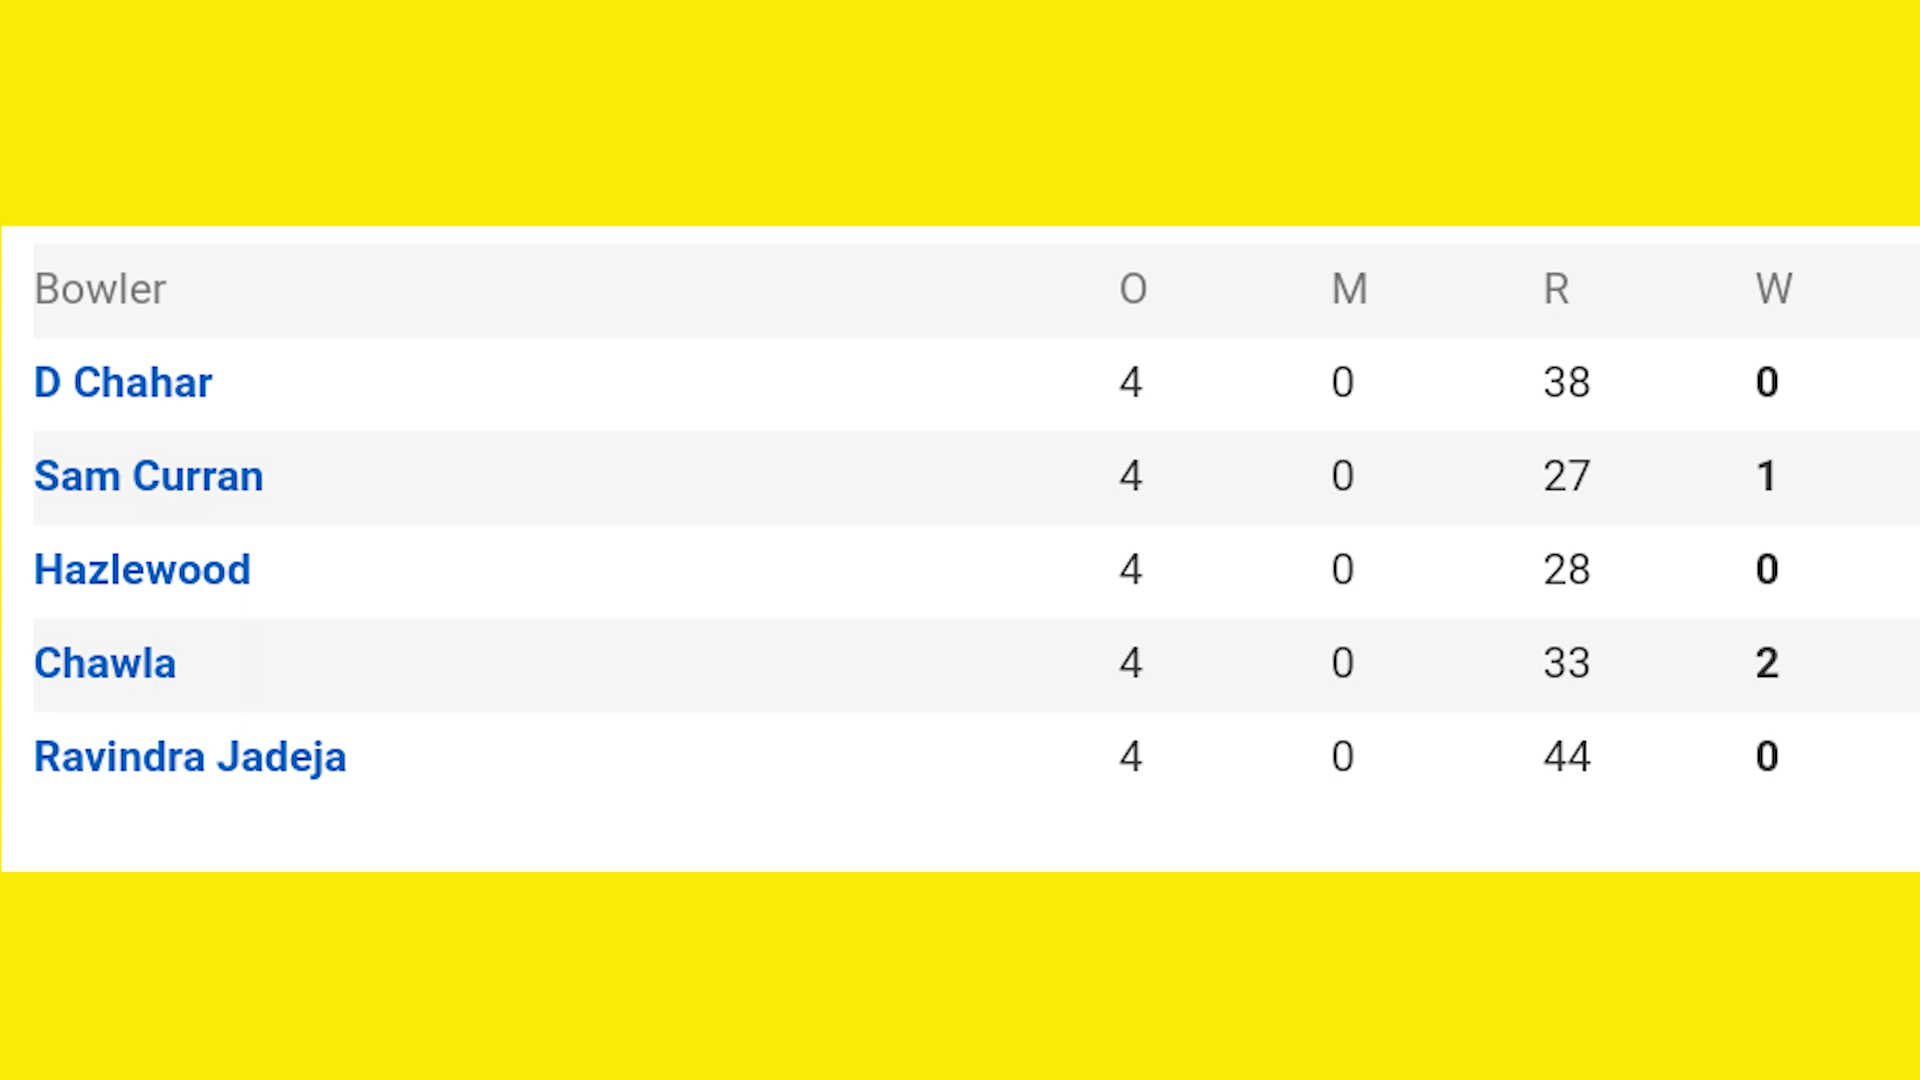 Bowler O M R W
D Chahar 4 0 38 0
Sam Curran 4 0 27 1
Hazlewood 4 0 28 0
Chawla 4 0 33 2
Ravindra Jadeja 4 0 44 0